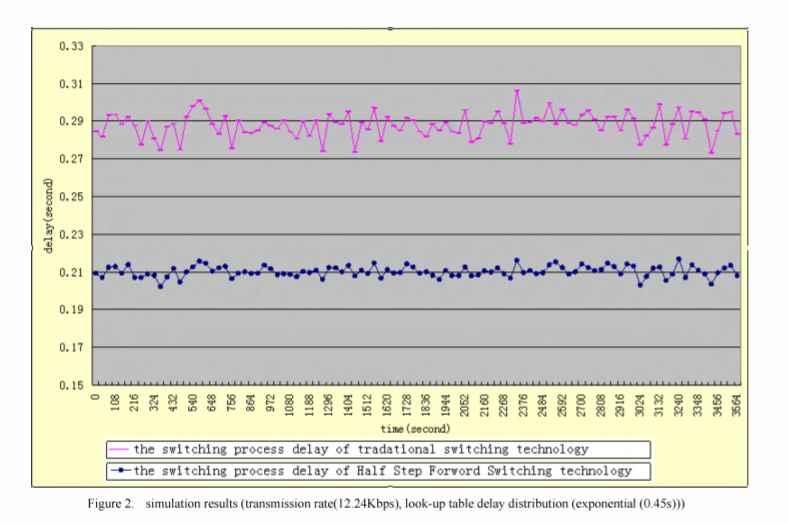 0.33
0.31
0.29
0.27
0.25
0.23
0.21
0.19
0.17
0.15
delay(second)
0 108 216 324 432 540 648 756 864 972 1080 1188 1296 1404 1512 1620 1728 1836 1944 2052 2160 2268 2376 2484 2592 2700 2808 2916 3024 3132 3240 3348 3456 3564
time(second)
the switching process delay of tradational switching technology
the switching process delay of Half Step Forword Switching technology
Figure 2. simulation results (transmission rate(12.24Kbps), look-up table delay distribution (exponential (0.45s)))